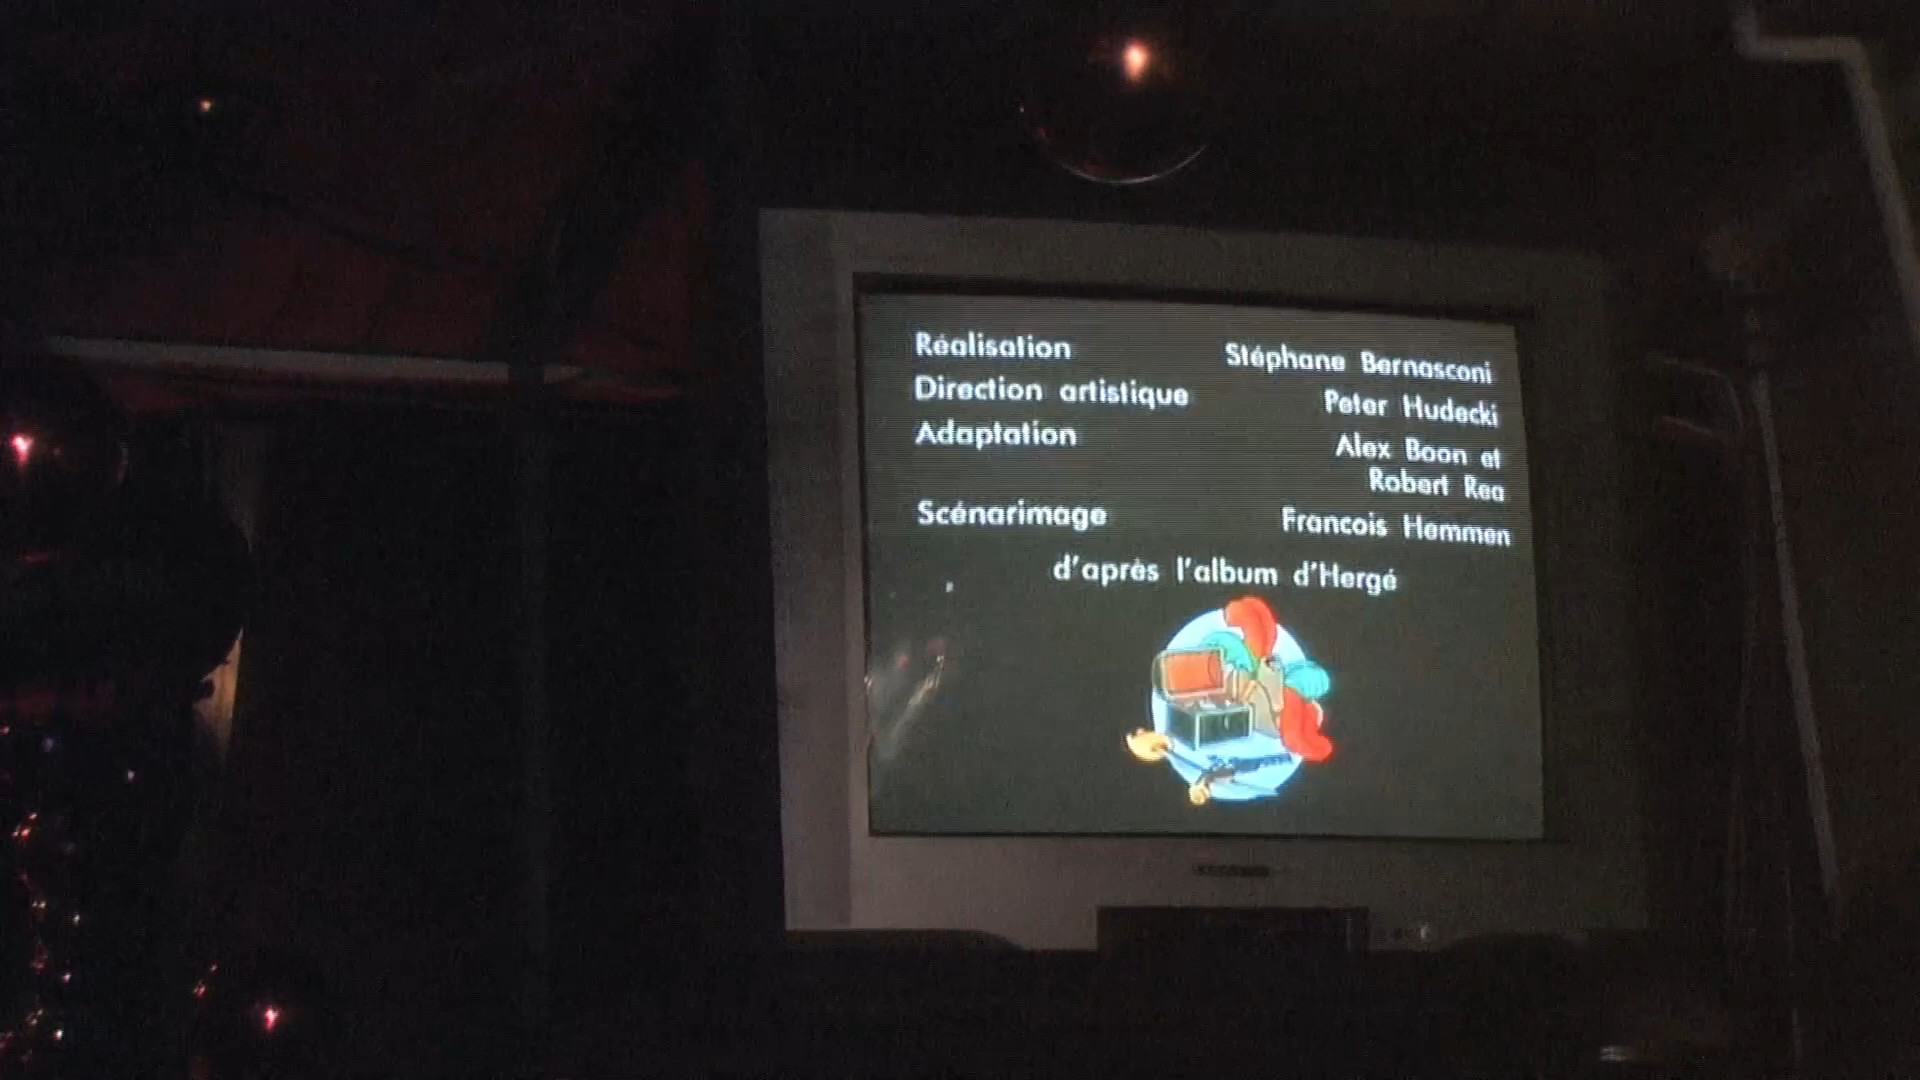 Réalisation Stéphane Bernasconi
Direction artistique Peter Hudecki
Adaptation Alex Boon et
Robert Rea
Scénarimage Francois Hemmen
d'après l'album d'Hergé